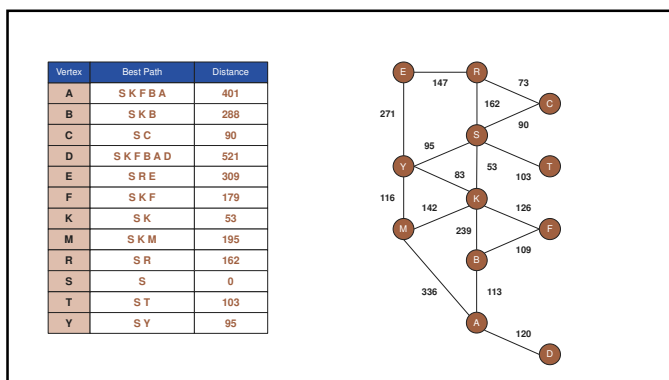 Vertex Best Path Distance
A S K F B A 401
B S K B 288
C S C 90
D S K F B A D 521
E S R E 309
F S K F 179
K S K 53
M S K M 195
R S R 162
S S 0
T S T 103
Y S Y 95
E R
147 73
C
271 162 90
S
95
Y 53 T
83 103
116 K
142 126
M 239 F
109
B
336 113
A
120
D